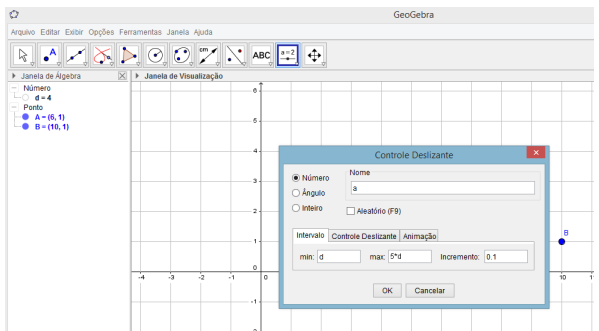 GeoGebra
Arquivo Editar Exibir Opções Ferramentas Janela Ajuda
A
cm
ABC
a=2
Janela de Álgebra
Janela de Visualização
Número
d = 4
Ponto
A = (6, 1)
B = (10, 1)
6
5
4
3
2
1
0
-1
-4 -3 -2 -1 0 10
B
Controle Deslizante
Número
Ângulo
Inteiro
Nome
a
Aleatório (F9)
Intervalo Controle Deslizante Animação
min: d max: 5*d Incremento: 0.1
OK Cancelar